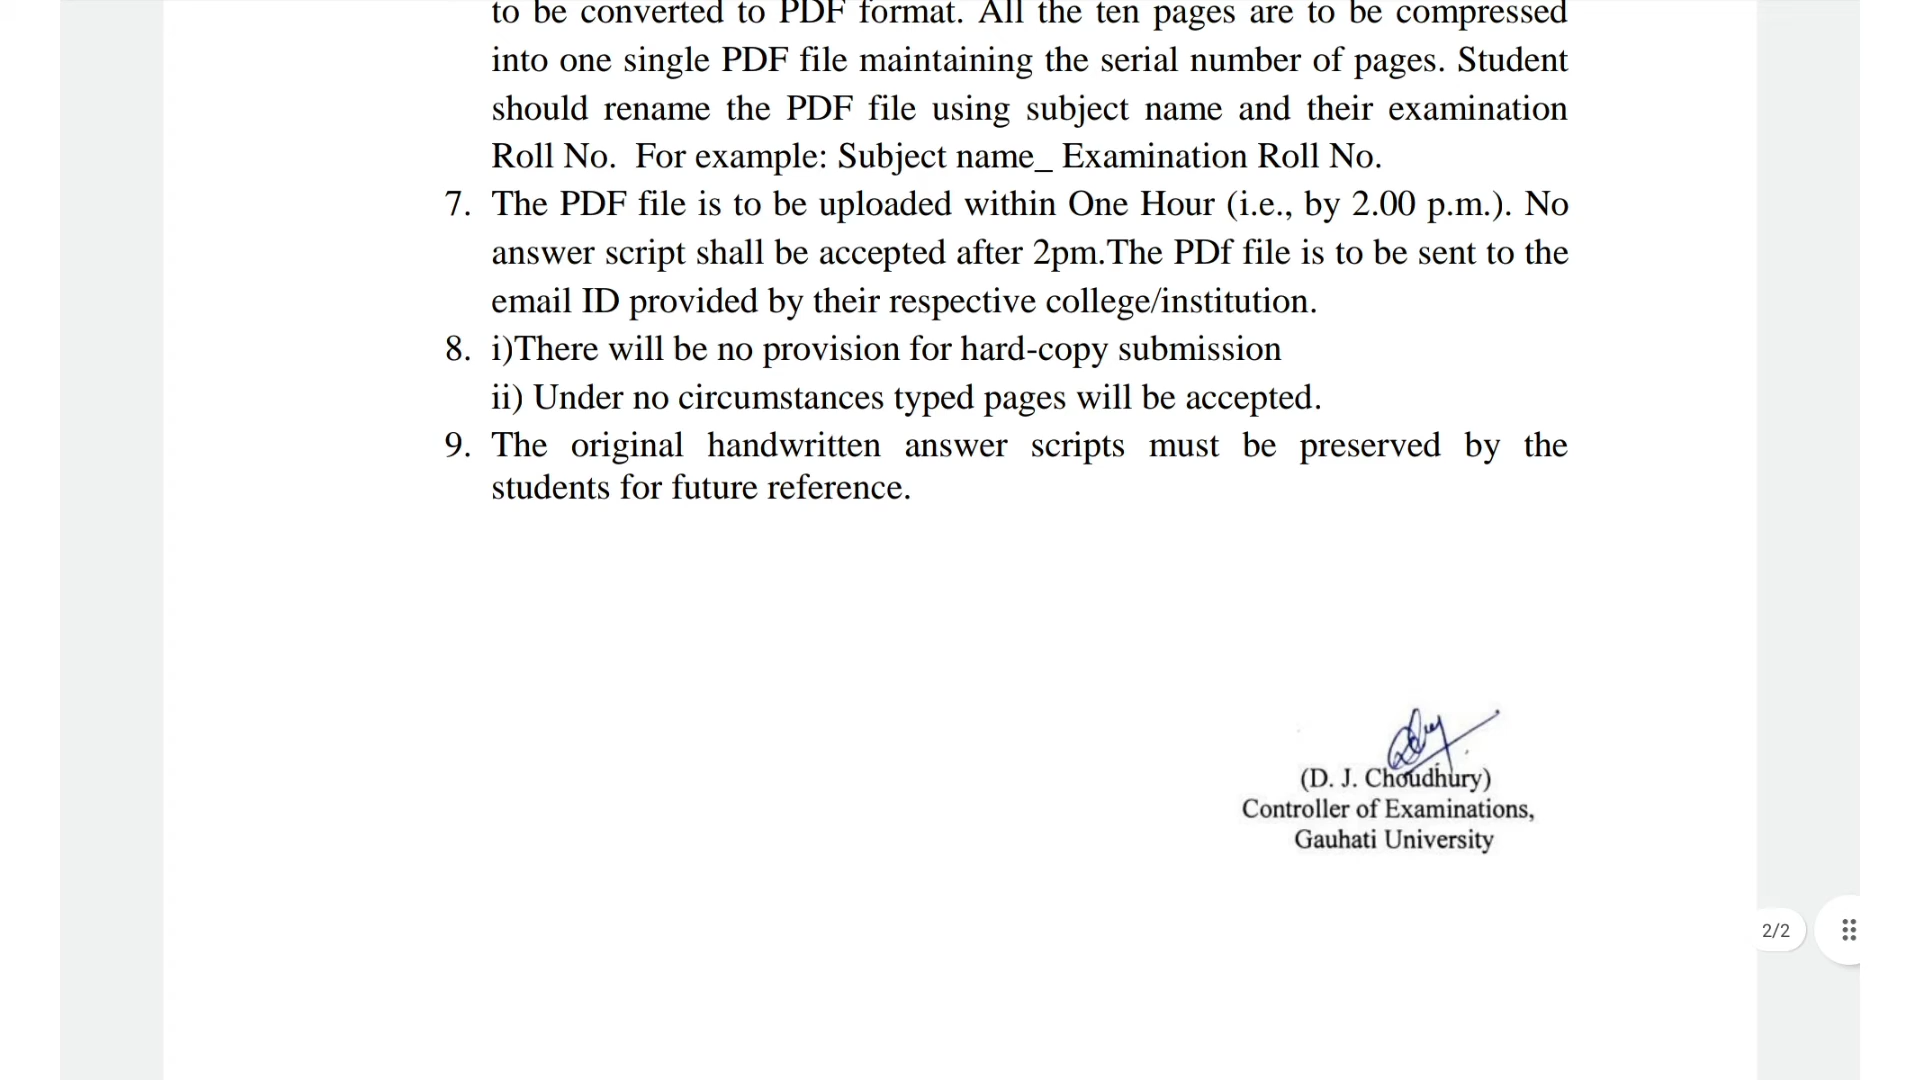 to be converted to PDF format. All the ten pages are to be compressed
into one single PDF file maintaining the serial number of pages. Student
should rename the PDF file using subject name and their examination
Roll No.  For example: Subject name_ Examination Roll No.
7. The PDF file is to be uploaded within One Hour (i.e., by 2.00 p.m.). No
answer script shall be accepted after 2pm.The PDf file is to be sent to the
email ID provided by their respective college/institution.
8. i)There will be no provision for hard-copy submission
ii) Under no circumstances typed pages will be accepted.
9. The original handwritten answer scripts must be preserved by the
students for future reference.
(D. J. Choudhury)
Controller of Examinations,
Gauhati University
2/2